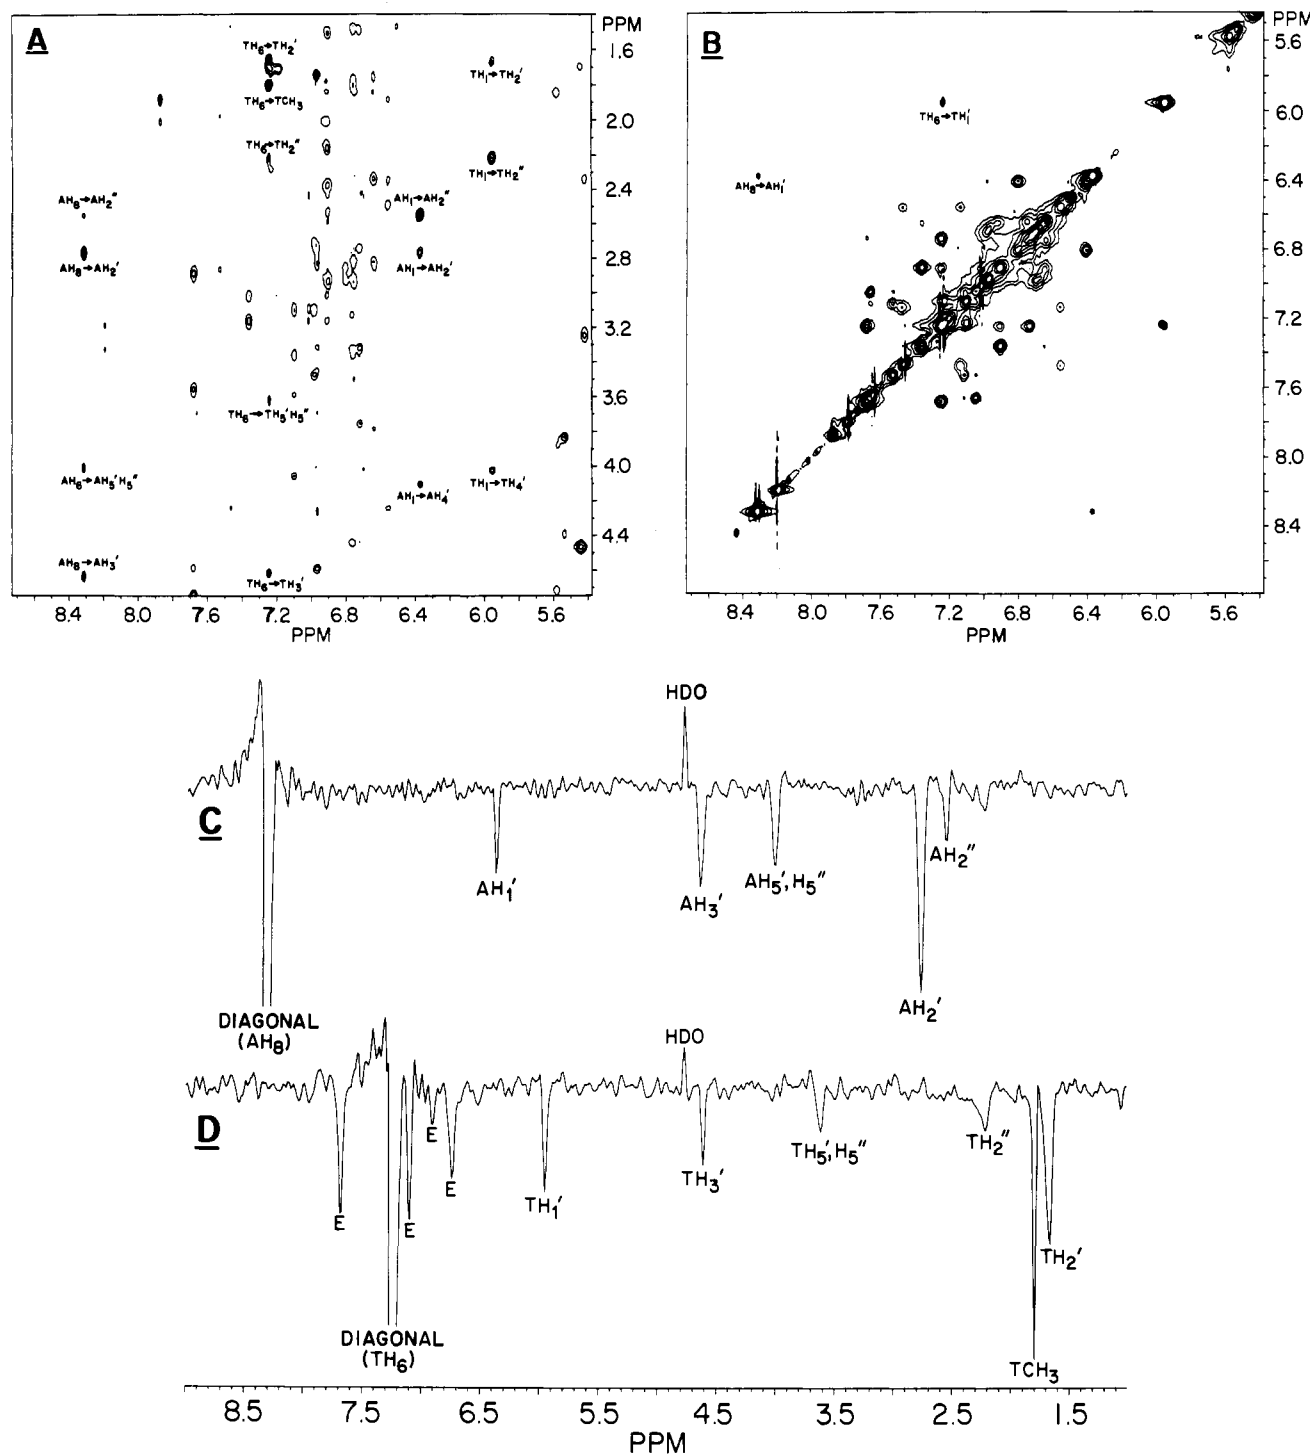 A
PPM
TH6→TH2'
TH1→TH2'
1.6
TH6→TCH3
2.0
TH6→TH2''
TH1→TH2''
AH8→AH2''
AH1→AH2''
2.4
AH8→AH2'
AH1→AH2'
2.8
3.2
TH6→TH5'H5''
3.6
4.0
AH8→AH5'H5''
AH1→AH4'
TH1→TH4'
4.4
AH8→AH3'
TH6→TH3'
8.4 8.0 7.6 7.2 6.8 6.4 6.0 5.6
PPM
B
PPM
5.6
TH6→TH1'
6.0
AH8→AH1'
6.4
6.8
7.2
7.6
8.0
8.4
8.4 8.0 7.6 7.2 6.8 6.4 6.0 5.6
PPM
C
HDO
AH1'
AH3'
AH5',H5''
AH2''
AH2'
DIAGONAL
(AH8)
D
HDO
E
E
E
E
TH1'
TH3'
TH5',H5''
TH2''
TH2'
DIAGONAL
(TH6)
TCH3
8.5 7.5 6.5 5.5 4.5 3.5 2.5 1.5
PPM